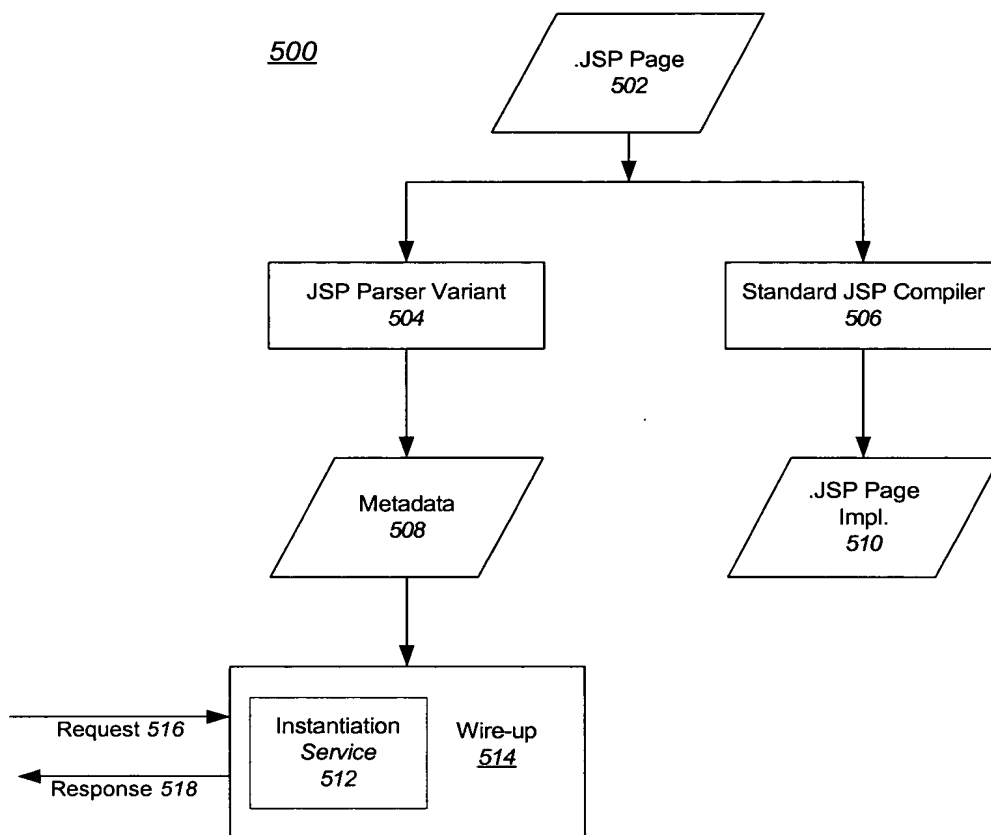 500
.JSP Page
502
JSP Parser Variant
504
Standard JSP Compiler
506
Metadata
508
.JSP Page
Impl.
510
Instantiation
Service
512
Wire-up
514
Request 516
Response 518